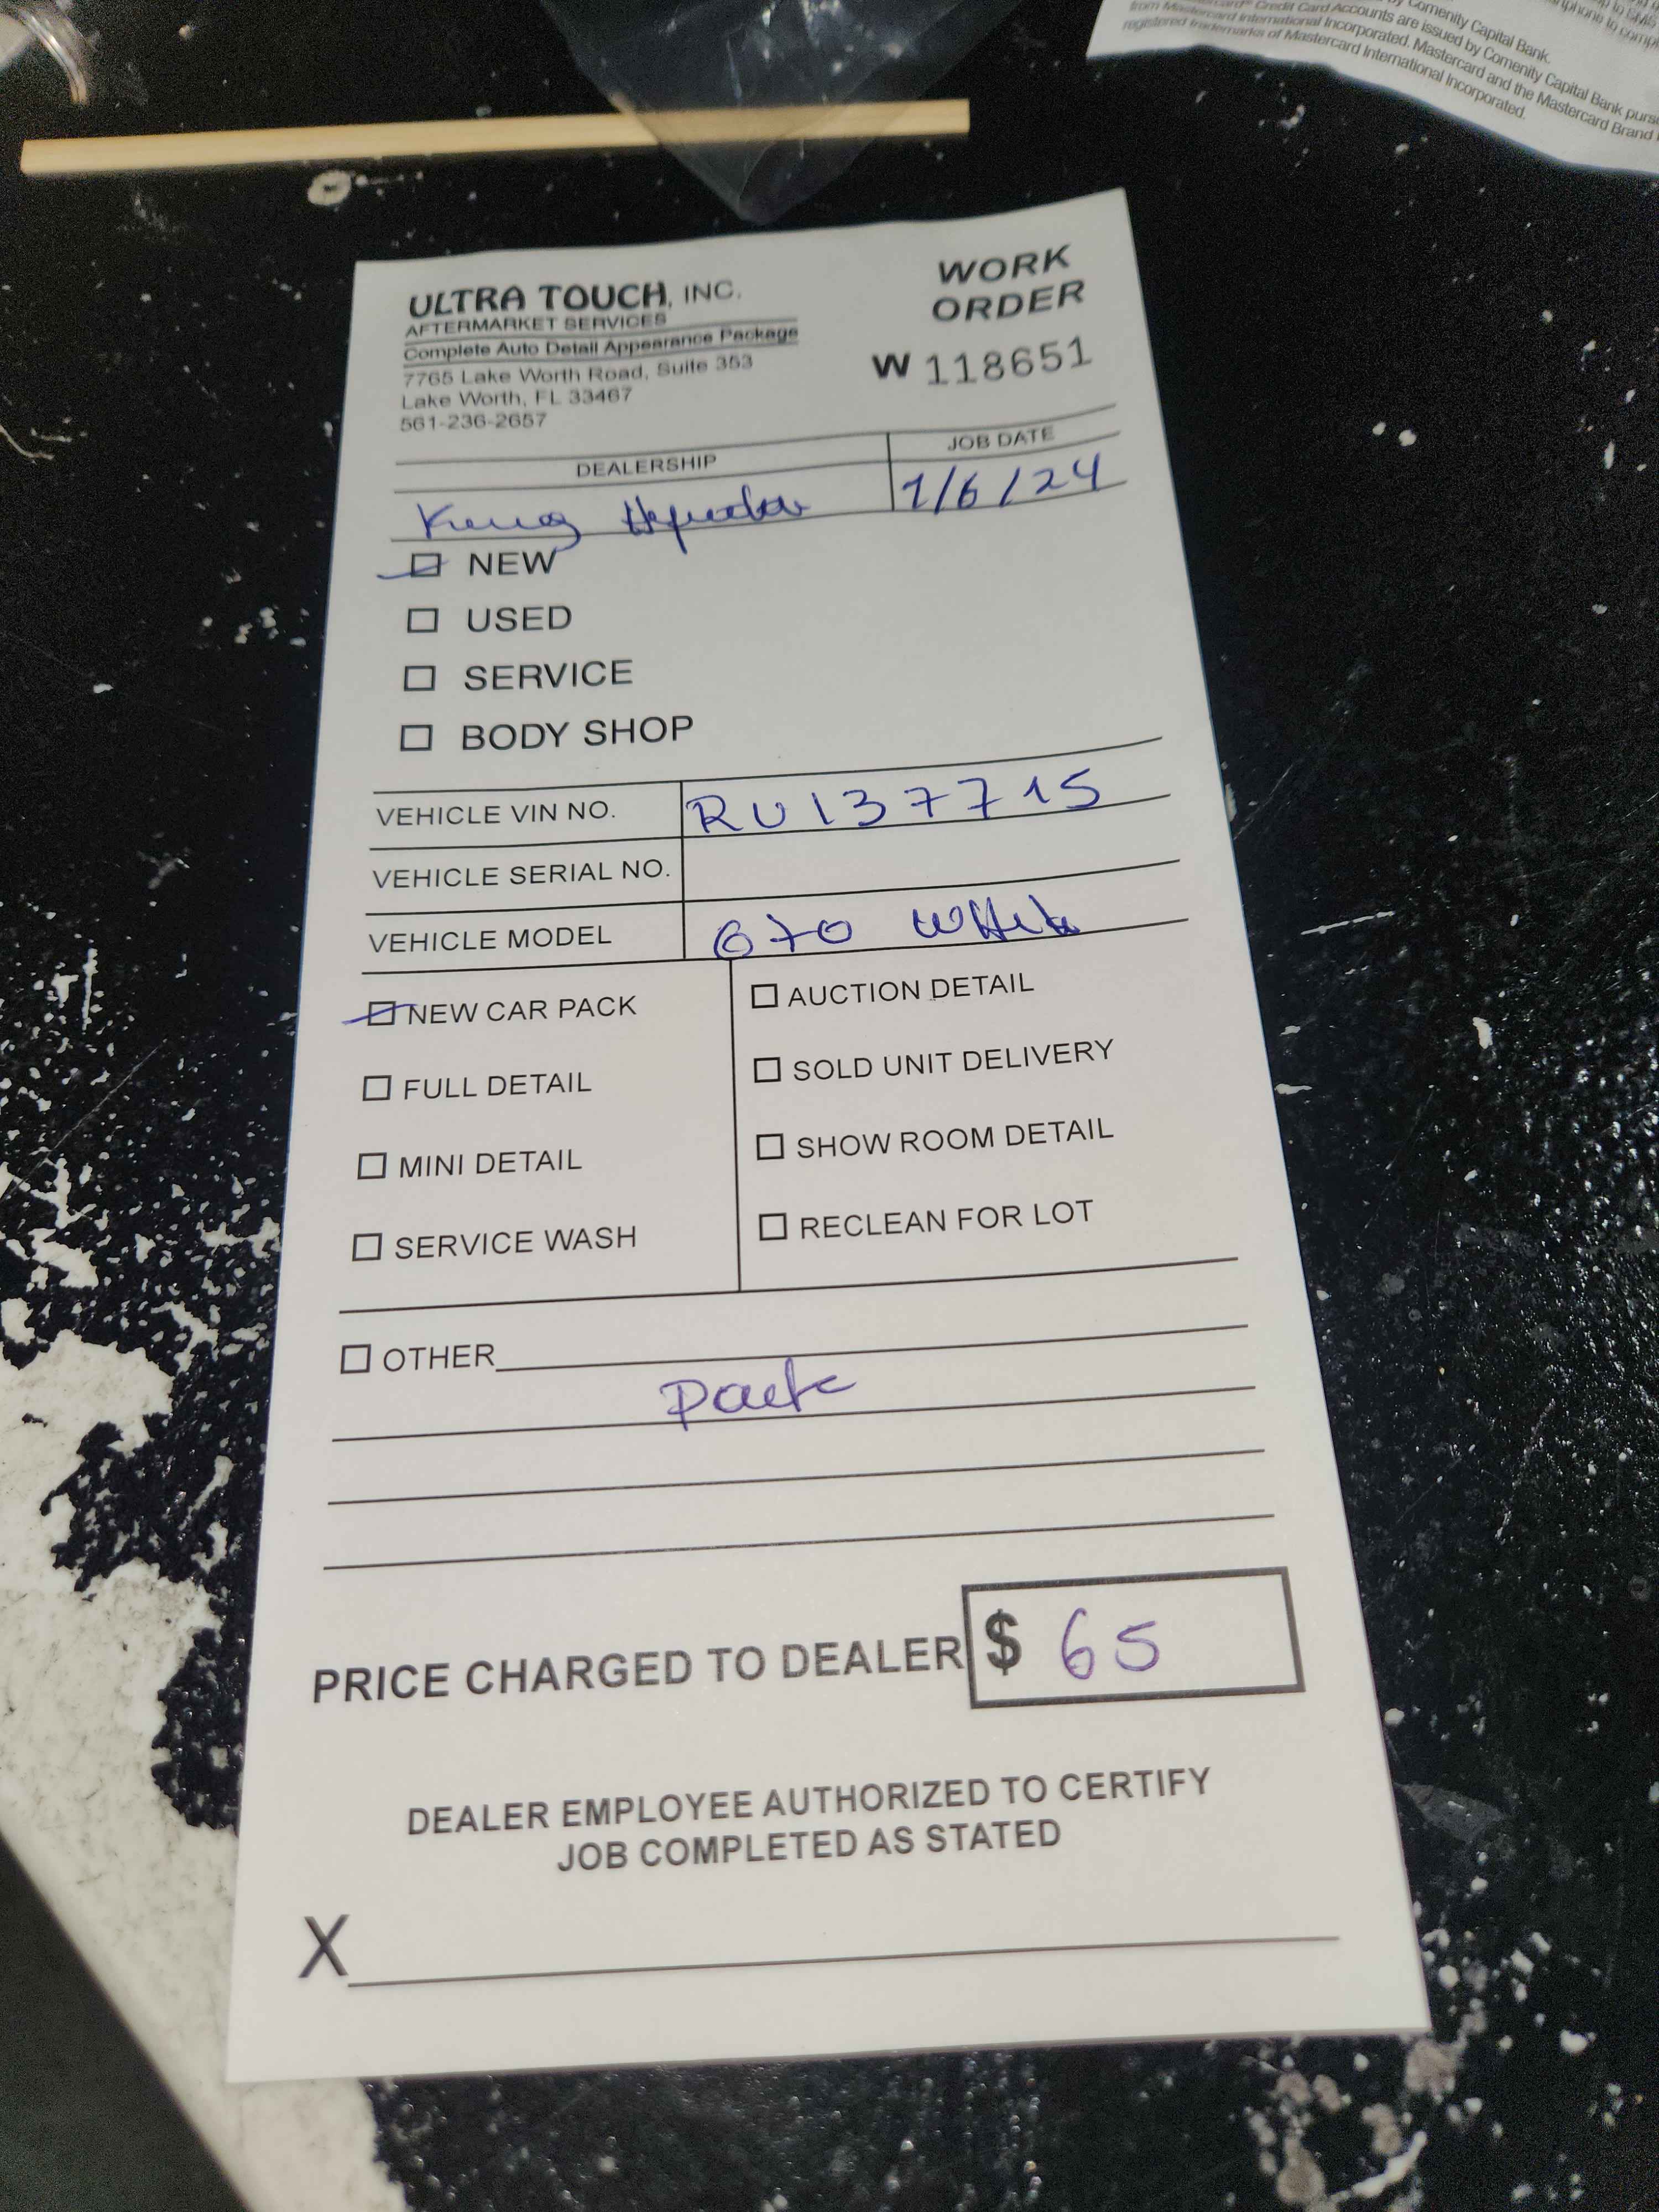 Comenity Capital Bank.
Credit Card Accounts are issued by Comenity Capital Bank
from Mastercard International Incorporated. Mastercard and the Mastercard Brand
registered trademarks of Mastercard International Incorporated.
ULTRA TOUCH, INC.
AFTERMARKET SERVICES
Complete Auto Detail Appearance Package
7765 Lake Worth Road, Suite 353
Lake Worth, FL 33467
561-236-2657
WORK
ORDER
W 118651
DEALERSHIP
JOB DATE
1/6/24
NEW
USED
SERVICE
BODY SHOP
VEHICLE VIN NO. RU137715
VEHICLE SERIAL NO.
VEHICLE MODEL White
NEW CAR PACK
FULL DETAIL
MINI DETAIL
SERVICE WASH
AUCTION DETAIL
SOLD UNIT DELIVERY
SHOW ROOM DETAIL
RECLEAN FOR LOT
OTHER
PRICE CHARGED TO DEALER $ 65
DEALER EMPLOYEE AUTHORIZED TO CERTIFY
JOB COMPLETED AS STATED
X